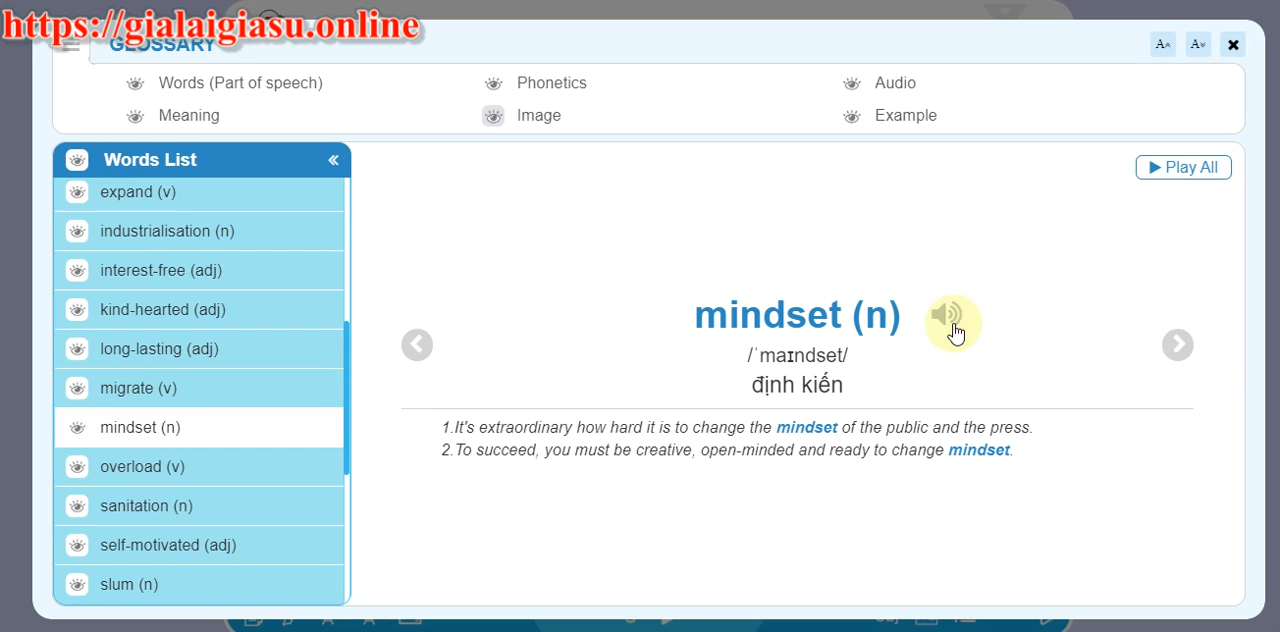 https://gialaigiasu.online
GLOSSARY
Words (Part of speech)
Phonetics
Audio
Meaning
Image
Example
Words List
expand (v)
industrialisation (n)
interest-free (adj)
kind-hearted (adj)
long-lasting (adj)
migrate (v)
mindset (n)
overload (v)
sanitation (n)
self-motivated (adj)
slum (n)
Play All
mindset (n)
/ˈmaɪndset/
định kiến
1.It's extraordinary how hard it is to change the mindset of the public and the press.
2.To succeed, you must be creative, open-minded and ready to change mindset.